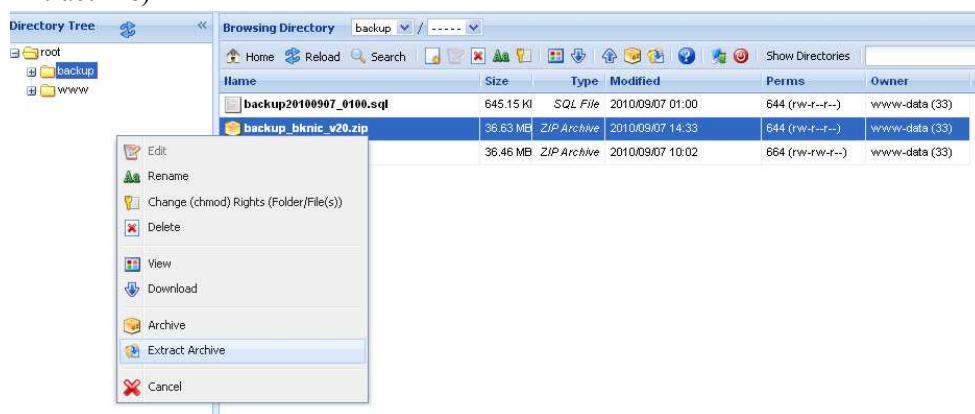 Directory Tree « Browsing Directory backup / -----
Home Reload Search Show Directories
root
backup
www
Name Size Type Modified Perms Owner
backup20100907_0100.sql 645.15 KI SQL File 2010/09/07 01:00 644 (rw-r--r--) www-data (33)
backup_bknic_v20.zip 36.63 MB ZIP Archive 2010/09/07 14:33 644 (rw-r--r--) www-data (33)
36.46 MB ZIP Archive 2010/09/07 10:02 664 (rw-rw-r--) www-data (33)
Edit
Rename
Change (chmod) Rights (Folder/File(s))
Delete
View
Download
Archive
Extract Archive
Cancel